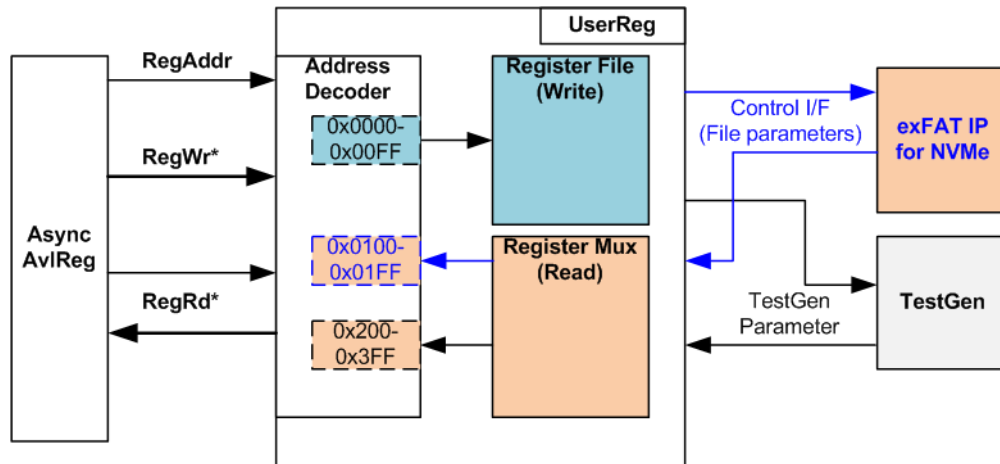 UserReg
RegAddr
Address
Decoder
Register File
(Write)
Control I/F
(File parameters)
exFAT IP
for NVMe
0x0000-
0x00FF
RegWr*
Async
AvlReg
0x0100-
0x01FF
Register Mux
(Read)
RegRd*
0x200-
0x3FF
TestGen
Parameter
TestGen